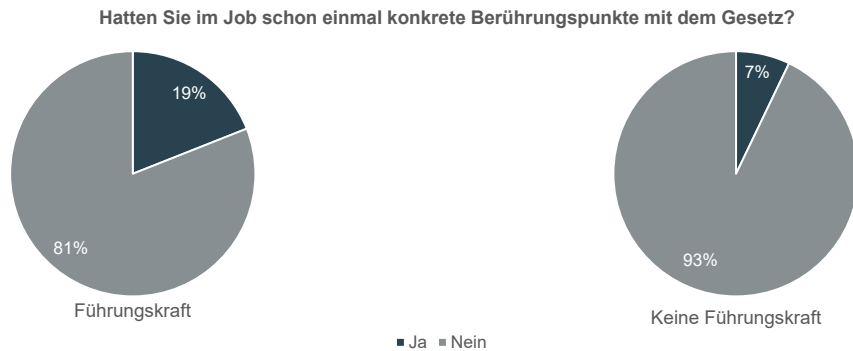 Hatten Sie im Job schon einmal konkrete Berührungspunkte mit dem Gesetz?
19%
81%
Führungskraft
7%
93%
Keine Führungskraft
Ja Nein